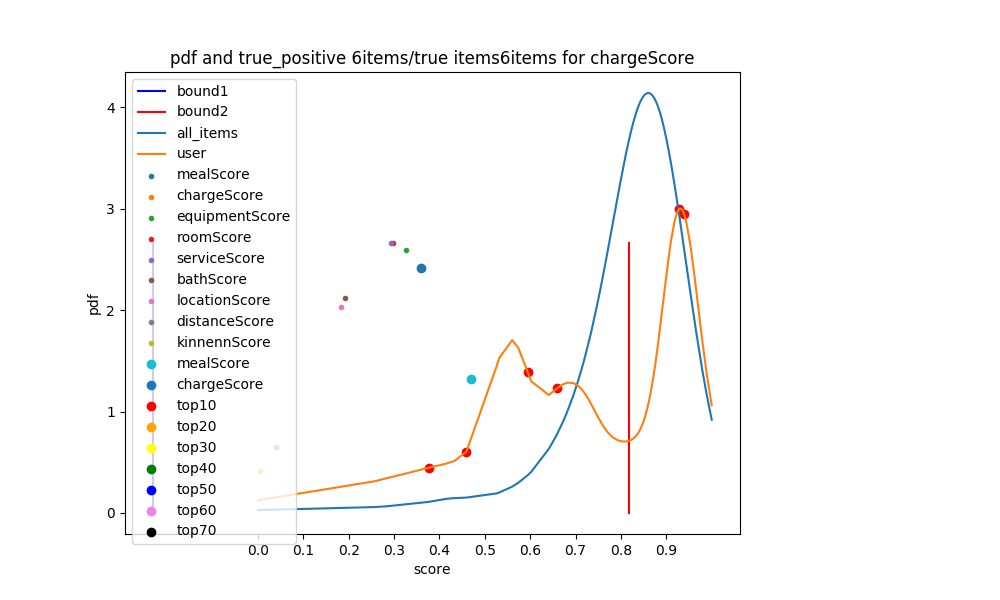 pdf and true_positive 6items/true items6items for chargeScore
bound1
bound2
all_items
user
mealScore
chargeScore
equipmentScore
roomScore
serviceScore
bathScore
locationScore
distanceScore
kinnennScore
mealScore
chargeScore
top10
top20
top30
top40
top50
top60
top70
pdf
4
3
2
1
0
0.0 0.1 0.2 0.3 0.4 0.5 0.6 0.7 0.8 0.9
score